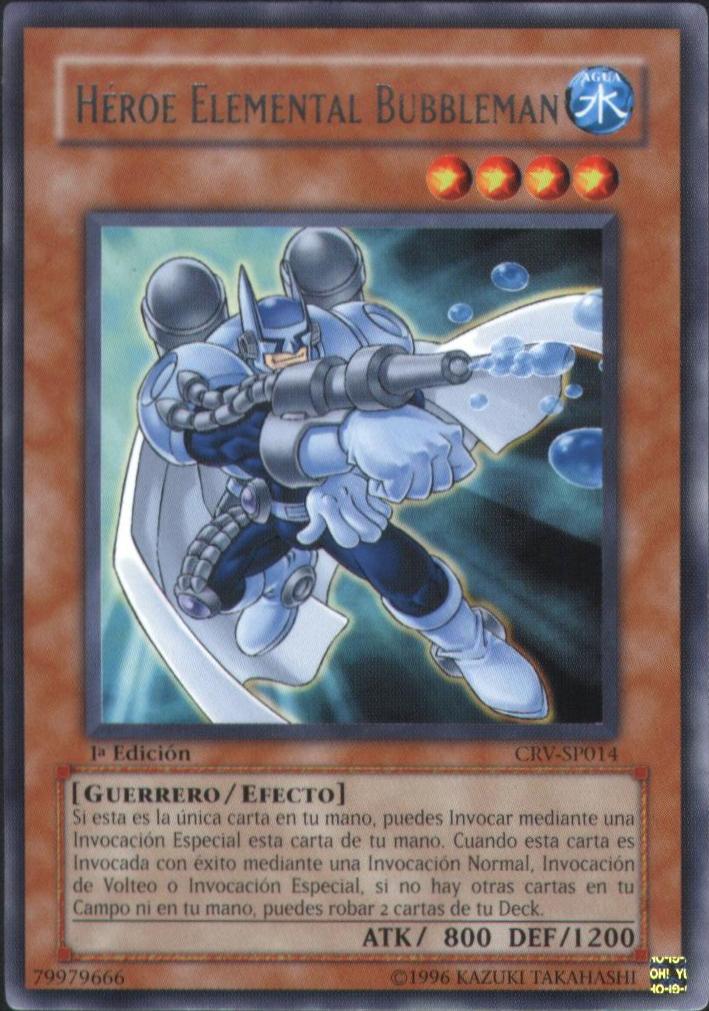 HÉROE ELEMENTAL BUBBLEMAN
AGUA
水
1ª Edición
CRV-SP014
[GUERRERO/EFECTO]
Si esta es la única carta en tu mano, puedes Invocar mediante una
Invocación Especial esta carta de tu mano. Cuando esta carta es
Invocada con éxito mediante una Invocación Normal, Invocación
de Volteo o Invocación Especial, si no hay otras cartas en tu
Campo ni en tu mano, puedes robar 2 cartas de tu Deck.
ATK/ 800 DEF/1200
79979666
©1996 KAZUKI TAKAHASHI